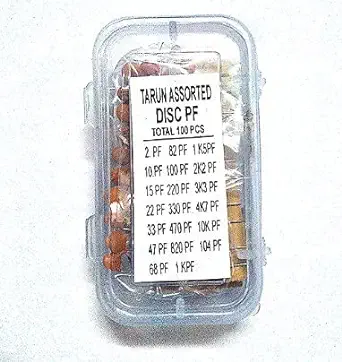 TARUN ASSORTED
DISC PF
TOTAL 100 PCS
2 PF 82 PF 1K5PF
10 PF 100 PF 2K2 PF
15 PF 220 PF 3K3 PF
22 PF 330 PF 4K7 PF
33 PF 470 PF 10K PF
47 PF 820 PF 104 PF
68 PF 1 KPF